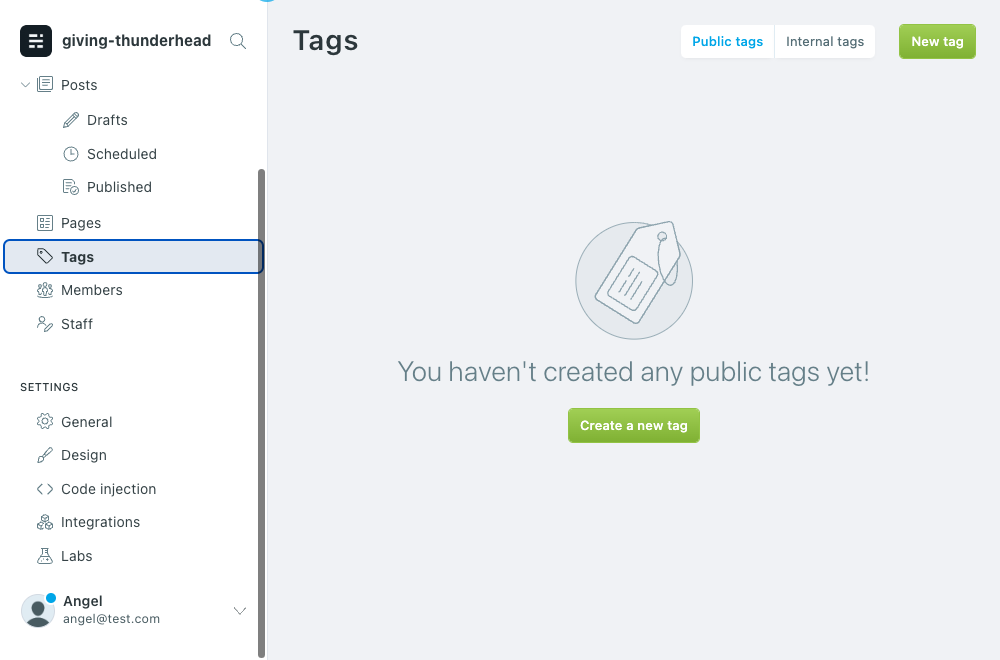 giving-thunderhead
Posts
Drafts
Scheduled
Published
Pages
Tags
Members
Staff
SETTINGS
General
Design
Code injection
Integrations
Labs
Angel
angel@test.com
Tags
Public tags
Internal tags
New tag
You haven't created any public tags yet!
Create a new tag